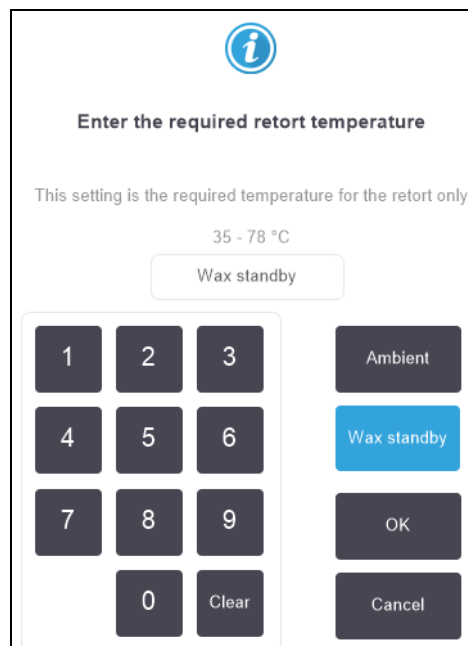 i
Enter the required retort temperature
This setting is the required temperature for the retort only
35 - 78 °C
Wax standby
1 2 3 Ambient
4 5 6 Wax standby
7 8 9 OK
0 Clear Cancel